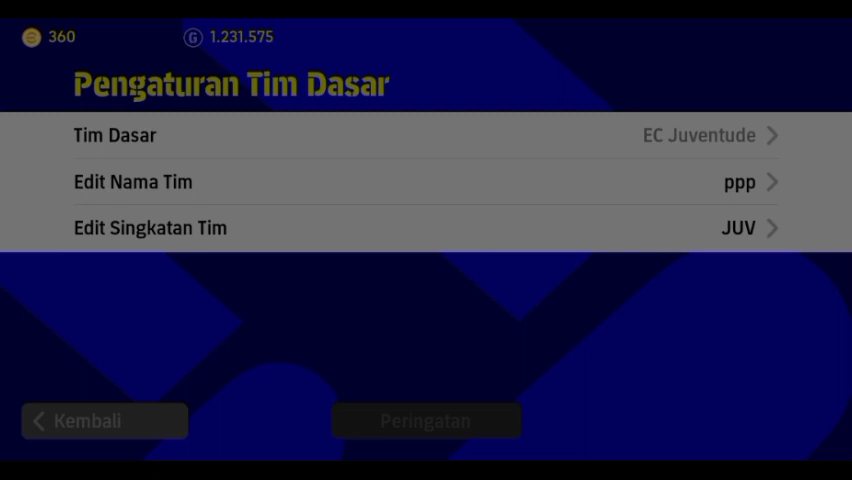 360 1.231.575
Pengaturan Tim Dasar
Tim Dasar EC Juventude
Edit Nama Tim ppp
Edit Singkatan Tim JUV
Kembali Peringatan